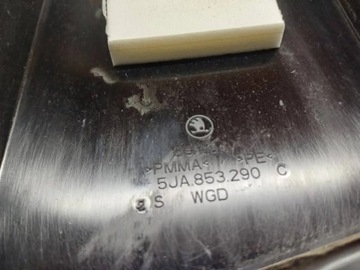 >PMMA< >PE<
5JA.853.290 C
S WGD